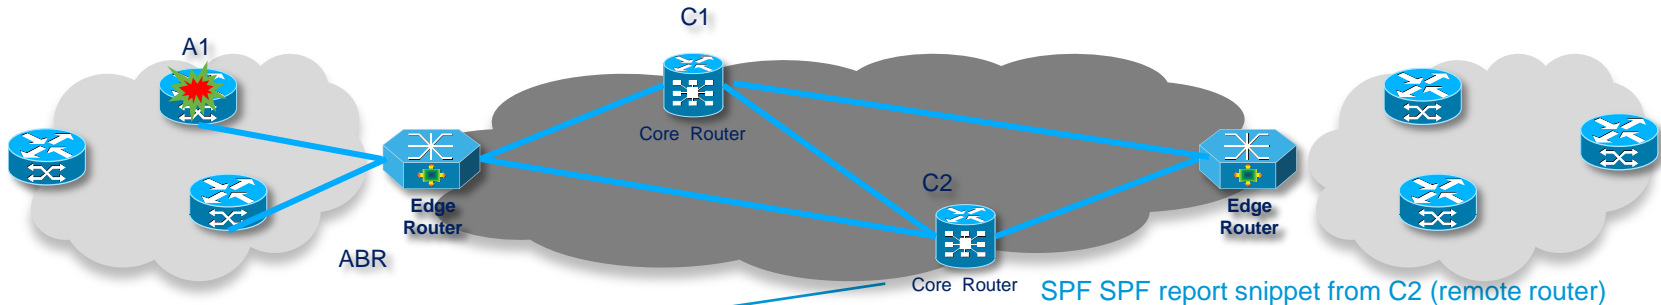 C1
A1
Core Router
C2
Edge
Router
Edge
Router
ABR
Core Router
SPF SPF report snippet from C2 (remote router)